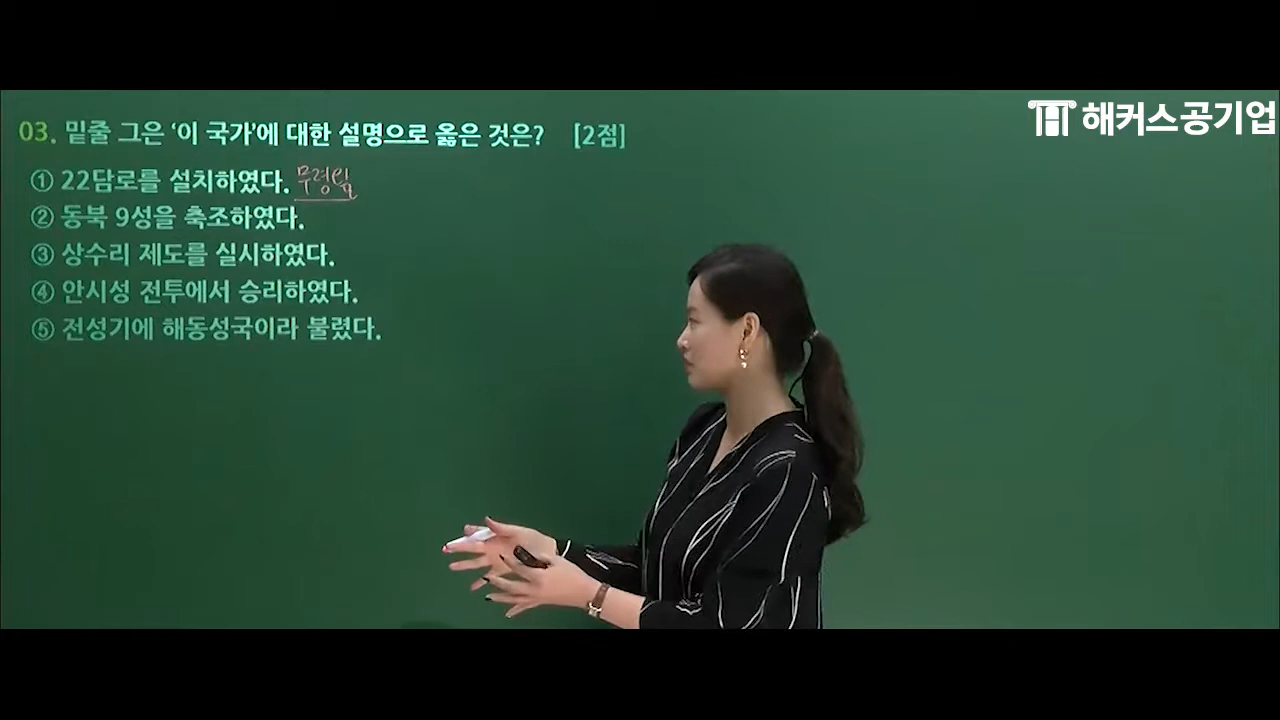 해커스공기업
03. 밑줄 그은 ‘이 국가’에 대한 설명으로 옳은 것은? [2점]
① 22담로를 설치하였다. 무령왕
② 동북 9성을 축조하였다.
③ 상수리 제도를 실시하였다.
④ 안시성 전투에서 승리하였다.
⑤ 전성기에 해동성국이라 불렸다.